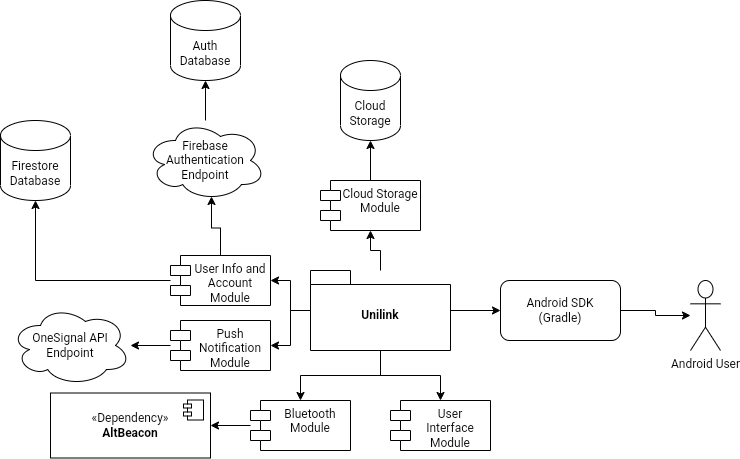 Auth
Database
Cloud
Storage
Firebase
Authentication
Endpoint
Firestore
Database
Cloud Storage
Module
User Info and
Account
Module
Unilink
Android SDK
(Gradle)
OneSignal API
Endpoint
Push
Notification
Module
Android User
«Dependency»
AltBeacon
Bluetooth
Module
User
Interface
Module